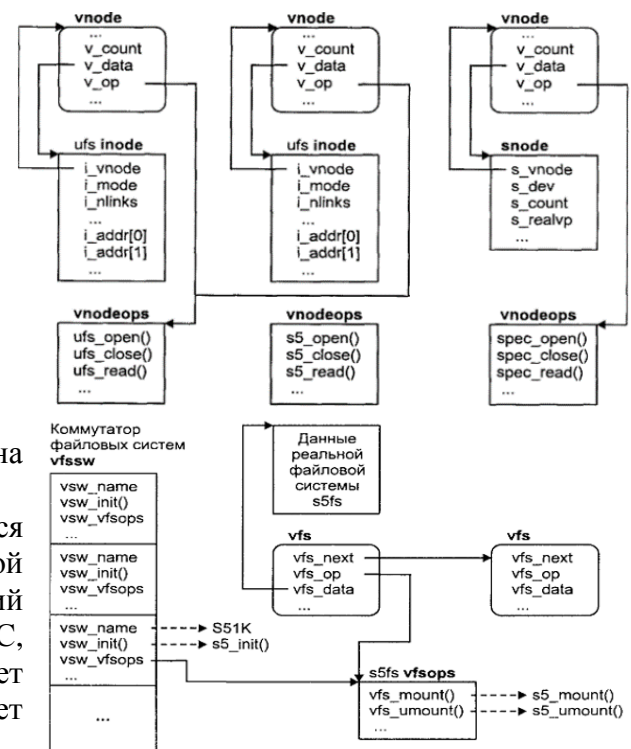 vnode
...
v_count
v_data
v_op
...
ufs inode
i_vnode
i_mode
i_nlinks
...
i_addr[0]
i_addr[1]
...
vnodeops
ufs_open()
ufs_close()
ufs_read()
...
vnode
...
v_count
v_data
v_op
...
ufs inode
i_vnode
i_mode
i_nlinks
...
i_addr[0]
i_addr[1]
...
vnodeops
s5_open()
s5_close()
s5_read()
...
vnode
...
v_count
v_data
v_op
...
snode
s_vnode
s_dev
s_count
s_realvp
...
vnodeops
spec_open()
spec_close()
spec_read()
...
на
ся
ой
ий
С,
ет
ет
Коммутатор
файловых систем
vfssw
vsw_name
vsw_init()
vsw_vfsops
...
vsw_name
vsw_init()
vsw_vfsops
...
vsw_name
vsw_init()
vsw_vfsops
...
S51K
s5_init()
Данные
реальной
файловой
системы
s5fs
vfs
vfs_next
vfs_op
vfs_data
...
vfs
vfs_next
vfs_op
vfs_data
...
s5fs vfsops
vfs_mount()
vfs_umount()
...
s5_mount()
s5_umount()